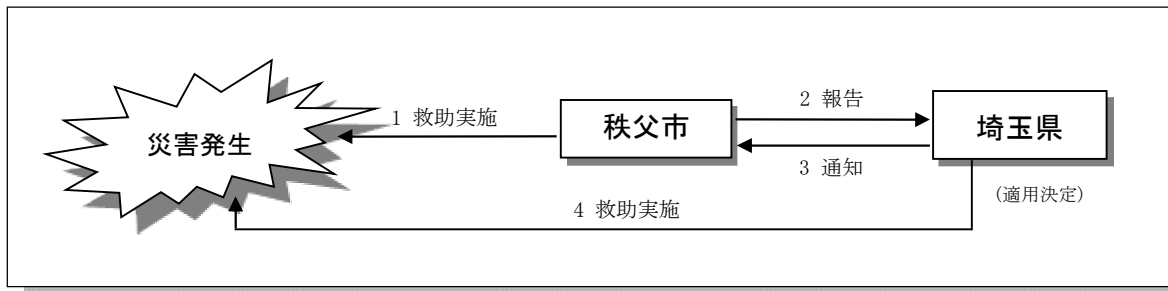 災害発生
1 救助実施
秩父市
2 報告
3 通知
埼玉県
(適用決定)
4 救助実施